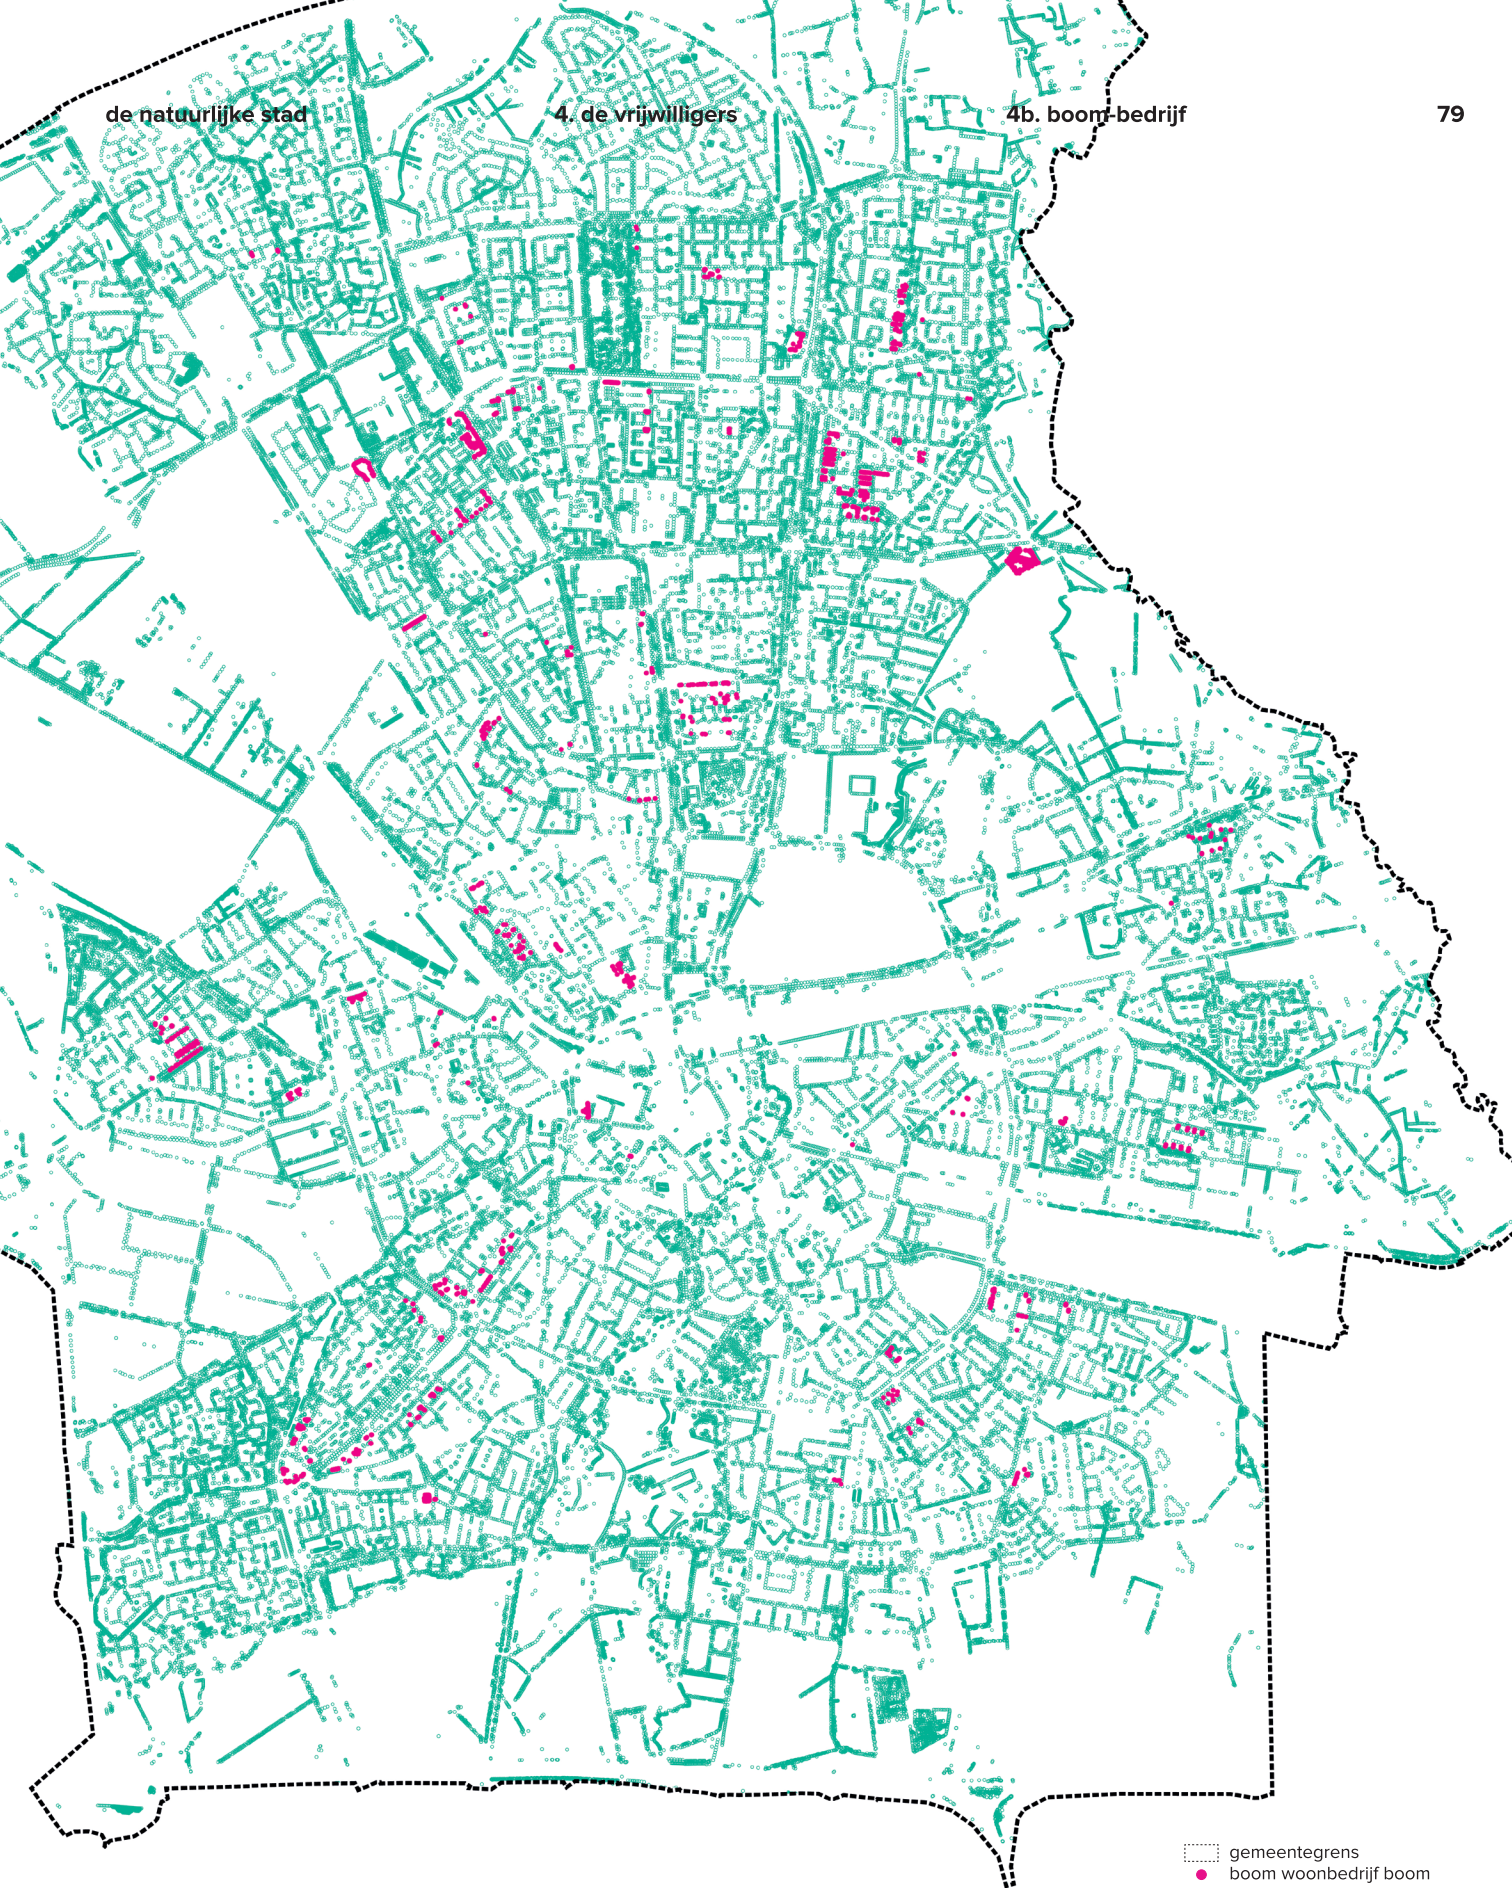 de natuurlijke stad
4. de vrijwilligers
4b. boom-bedrijf
79
gemeentegrens
boom woonbedrijf boom